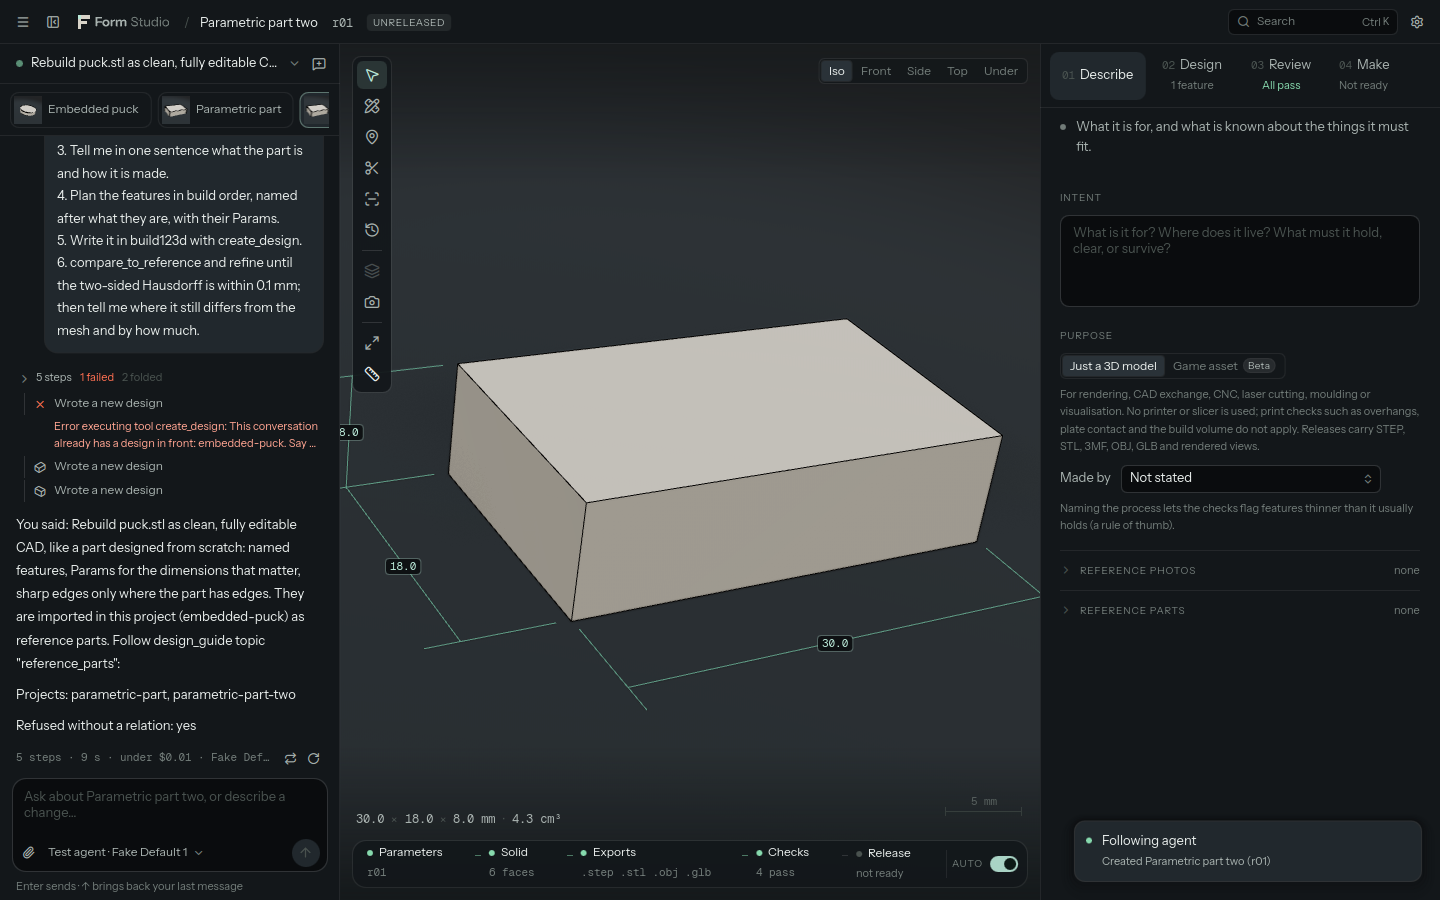 Form Studio / Parametric part two r01 UNRELEASED
Search Ctrl K
Rebuild puck.stl as clean, fully editable C...
Embedded puck
Parametric part
3. Tell me in one sentence what the part is
and how it is made.
4. Plan the features in build order, named
after what they are, with their Params.
5. Write it in build123d with create_design.
6. compare_to_reference and refine until
the two-sided Hausdorff is within 0.1 mm;
then tell me where it still differs from the
mesh and by how much.
5 steps 1 failed 2 folded
Wrote a new design
Error executing tool create_design: This conversation
already has a design in front: embedded-puck. Say ...
Wrote a new design
Wrote a new design
You said: Rebuild puck.stl as clean, fully editable
CAD, like a part designed from scratch: named
features, Params for the dimensions that matter,
sharp edges only where the part has edges. They
are imported in this project (embedded-puck) as
reference parts. Follow design_guide topic
"reference_parts":
Projects: parametric-part, parametric-part-two
Refused without a relation: yes
5 steps · 9 s · under $0.01 · Fake Def...
Ask about Parametric part two, or describe a
change...
Test agent · Fake Default 1
Enter sends · ↑ brings back your last message
Iso Front Side Top Under
8.0
18.0
30.0
5 mm
30.0 × 18.0 × 8.0 mm · 4.3 cm³
Parameters
r01
Solid
6 faces
Exports
.step .stl .obj .glb
Checks
4 pass
Release
not ready
AUTO
01 Describe
02 Design
1 feature
03 Review
All pass
04 Make
Not ready
What it is for, and what is known about the things it must
fit.
INTENT
What is it for? Where does it live? What must it hold,
clear, or survive?
PURPOSE
Just a 3D model Game asset Beta
For rendering, CAD exchange, CNC, laser cutting, moulding or
visualisation. No printer or slicer is used; print checks such as overhangs,
plate contact and the build volume do not apply. Releases carry STEP,
STL, 3MF, OBJ, GLB and rendered views.
Made by Not stated
Naming the process lets the checks flag features thinner than it usually
holds (a rule of thumb).
REFERENCE PHOTOS none
REFERENCE PARTS none
Following agent
Created Parametric part two (r01)